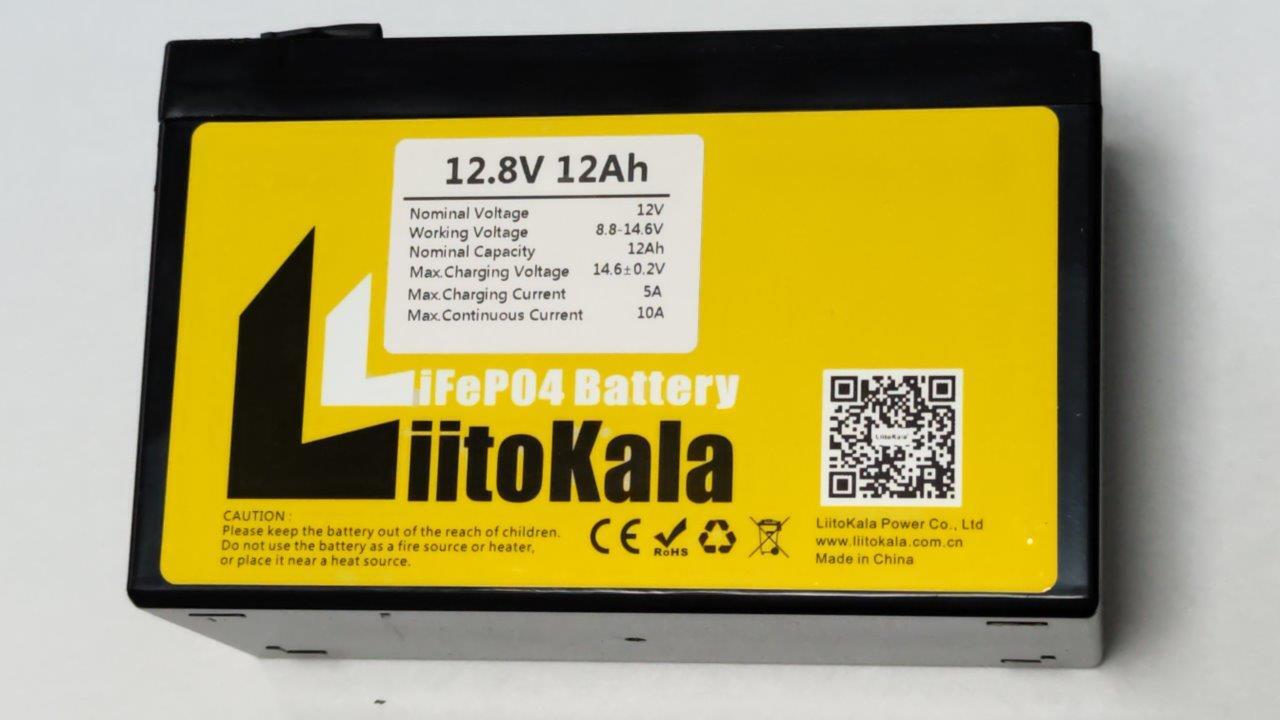 12.8V 12Ah
Nominal Voltage 12V
Working Voltage 8.8-14.6V
Nominal Capacity 12Ah
Max.Charging Voltage 14.6±0.2V
Max.Charging Current 5A
Max.Continuous Current 10A
LiFePO4 Battery
LiitoKala
CAUTION :
Please keep the battery out of the reach of children.
Do not use the battery as a fire source or heater,
or place it near a heat source.
CE
RoHS
LiitoKala
LiitoKala Power Co., Ltd
www.liitokala.com.cn
Made in China